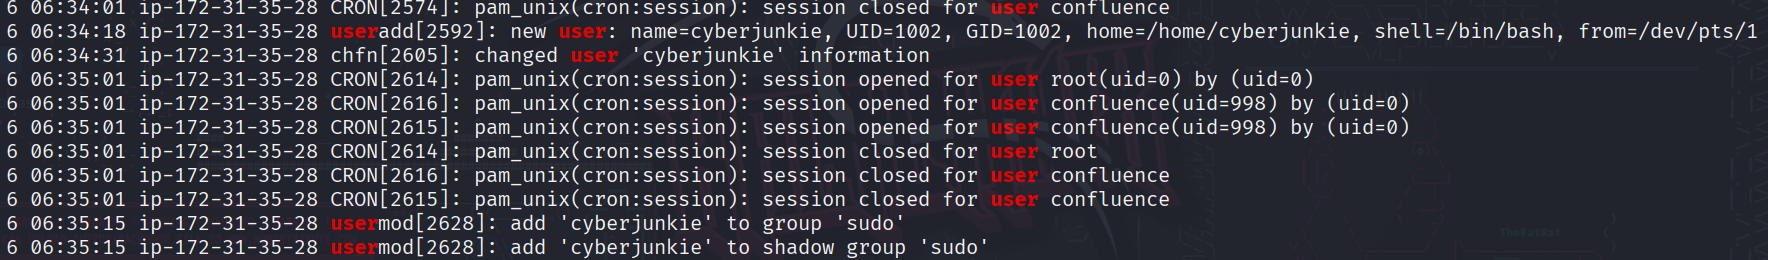 6 06:34:01 ip-172-31-35-28 CRON[2574]: pam_unix(cron:session): session closed for user confluence
6 06:34:18 ip-172-31-35-28 useradd[2592]: new user: name=cyberjunkie, UID=1002, GID=1002, home=/home/cyberjunkie, shell=/bin/bash, from=/dev/pts/1
6 06:34:31 ip-172-31-35-28 chfn[2605]: changed user 'cyberjunkie' information
6 06:35:01 ip-172-31-35-28 CRON[2614]: pam_unix(cron:session): session opened for user root(uid=0) by (uid=0)
6 06:35:01 ip-172-31-35-28 CRON[2616]: pam_unix(cron:session): session opened for user confluence(uid=998) by (uid=0)
6 06:35:01 ip-172-31-35-28 CRON[2615]: pam_unix(cron:session): session opened for user confluence(uid=998) by (uid=0)
6 06:35:01 ip-172-31-35-28 CRON[2614]: pam_unix(cron:session): session closed for user root
6 06:35:01 ip-172-31-35-28 CRON[2616]: pam_unix(cron:session): session closed for user confluence
6 06:35:01 ip-172-31-35-28 CRON[2615]: pam_unix(cron:session): session closed for user confluence
6 06:35:15 ip-172-31-35-28 usermod[2628]: add 'cyberjunkie' to group 'sudo'
6 06:35:15 ip-172-31-35-28 usermod[2628]: add 'cyberjunkie' to shadow group 'sudo'